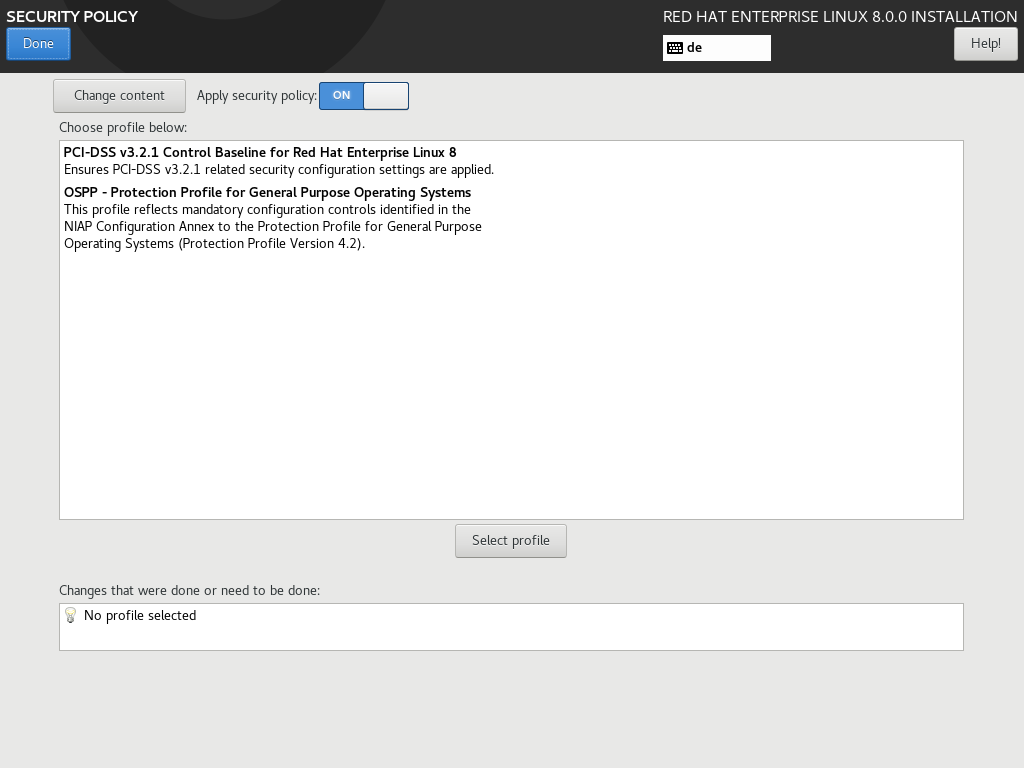 SECURITY POLICY
RED HAT ENTERPRISE LINUX 8.0.0 INSTALLATION
Done
de
Help!
Change content
Apply security policy:
ON
Choose profile below:
PCI-DSS v3.2.1 Control Baseline for Red Hat Enterprise Linux 8
Ensures PCI-DSS v3.2.1 related security configuration settings are applied.
OSPP - Protection Profile for General Purpose Operating Systems
This profile reflects mandatory configuration controls identified in the
NIAP Configuration Annex to the Protection Profile for General Purpose
Operating Systems (Protection Profile Version 4.2).
Select profile
Changes that were done or need to be done:
No profile selected